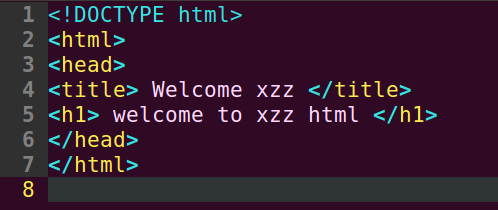 1 <!DOCTYPE html>
2 <html>
3 <head>
4 <title> Welcome xzz </title>
5 <h1> welcome to xzz html </h1>
6 </head>
7 </html>
8